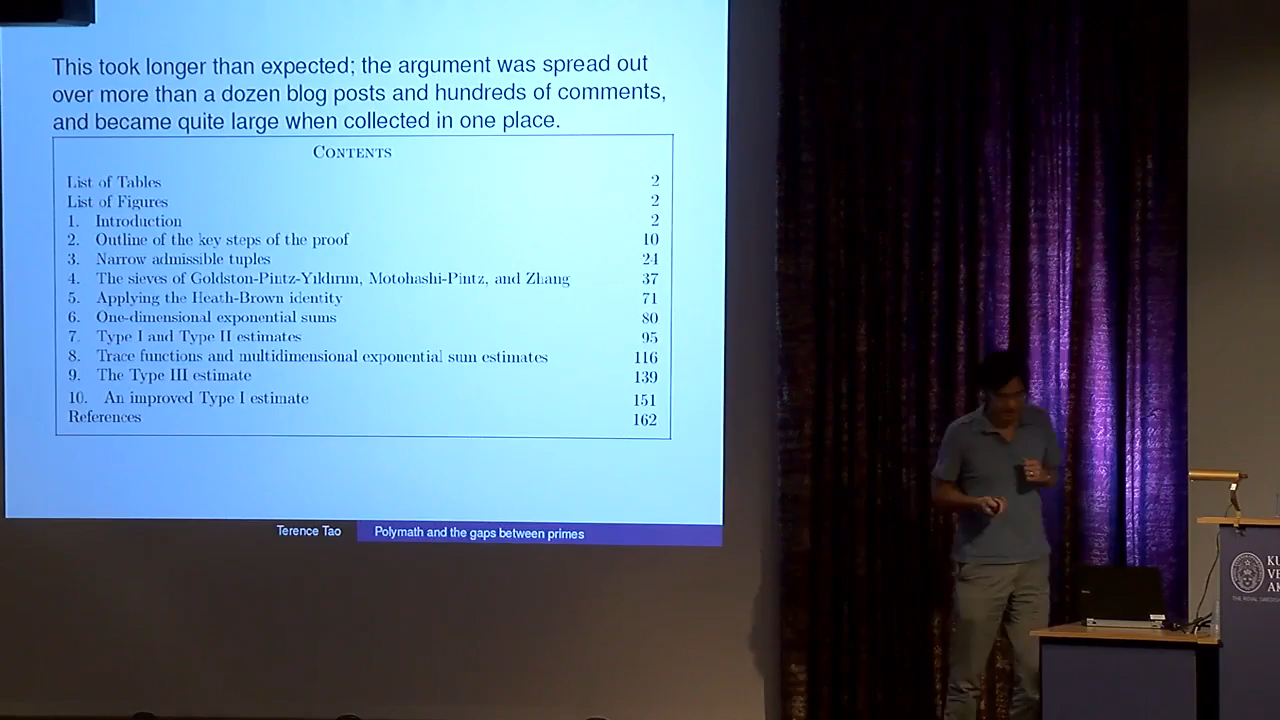 This took longer than expected; the argument was spread out
over more than a dozen blog posts and hundreds of comments,
and became quite large when collected in one place.
CONTENTS
List of Tables 2
List of Figures 2
1. Introduction 2
2. Outline of the key steps of the proof 10
3. Narrow admissible tuples 24
4. The sieves of Goldston-Pintz-Yıldırım, Motohashi-Pintz, and Zhang 37
5. Applying the Heath-Brown identity 71
6. One-dimensional exponential sums 80
7. Type I and Type II estimates 95
8. Trace functions and multidimensional exponential sum estimates 116
9. The Type III estimate 139
10. An improved Type I estimate 151
References 162
Terence Tao Polymath and the gaps between primes
KU
VE
AK
THE ROYAL